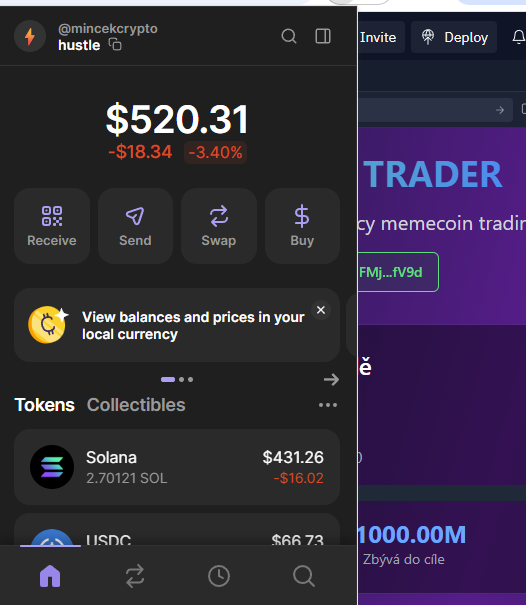 @mincekcrypto
hustle
$520.31
-$18.34 -3.40%
Receive
Send
Swap
Buy
View balances and prices in your
local currency
Tokens Collectibles
Solana
$431.26
2.70121 SOL
-$16.02
USDC
$66.73
Invite
Deploy
TRADER
cy memecoin tradin
FMj...fV9d
ě
1000.00M
Zbývá do cíle